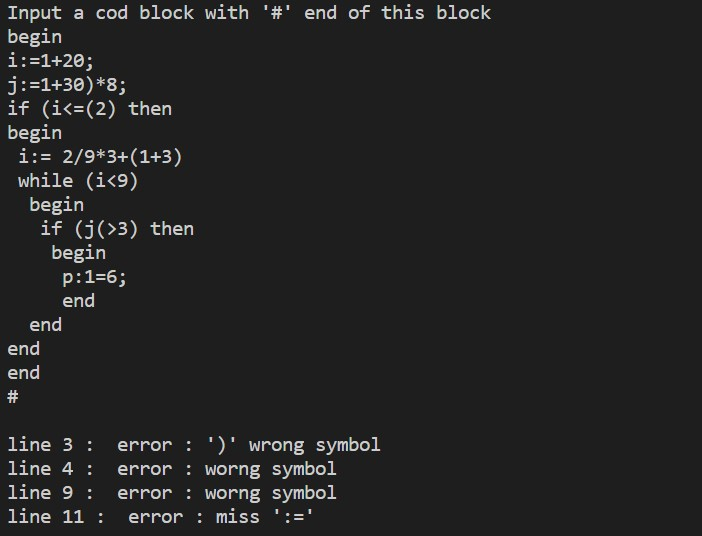 Input a cod block with '#' end of this block
begin
i:=1+20;
j:=1+30)*8;
if (i<=(2) then
begin
 i:= 2/9*3+(1+3)
 while (i<9)
  begin
   if (j(>3) then
    begin
     p:1=6;
     end
  end
end
end
#

line 3 :  error : ')' wrong symbol
line 4 :  error : worng symbol
line 9 :  error : worng symbol
line 11 :  error : miss ':='